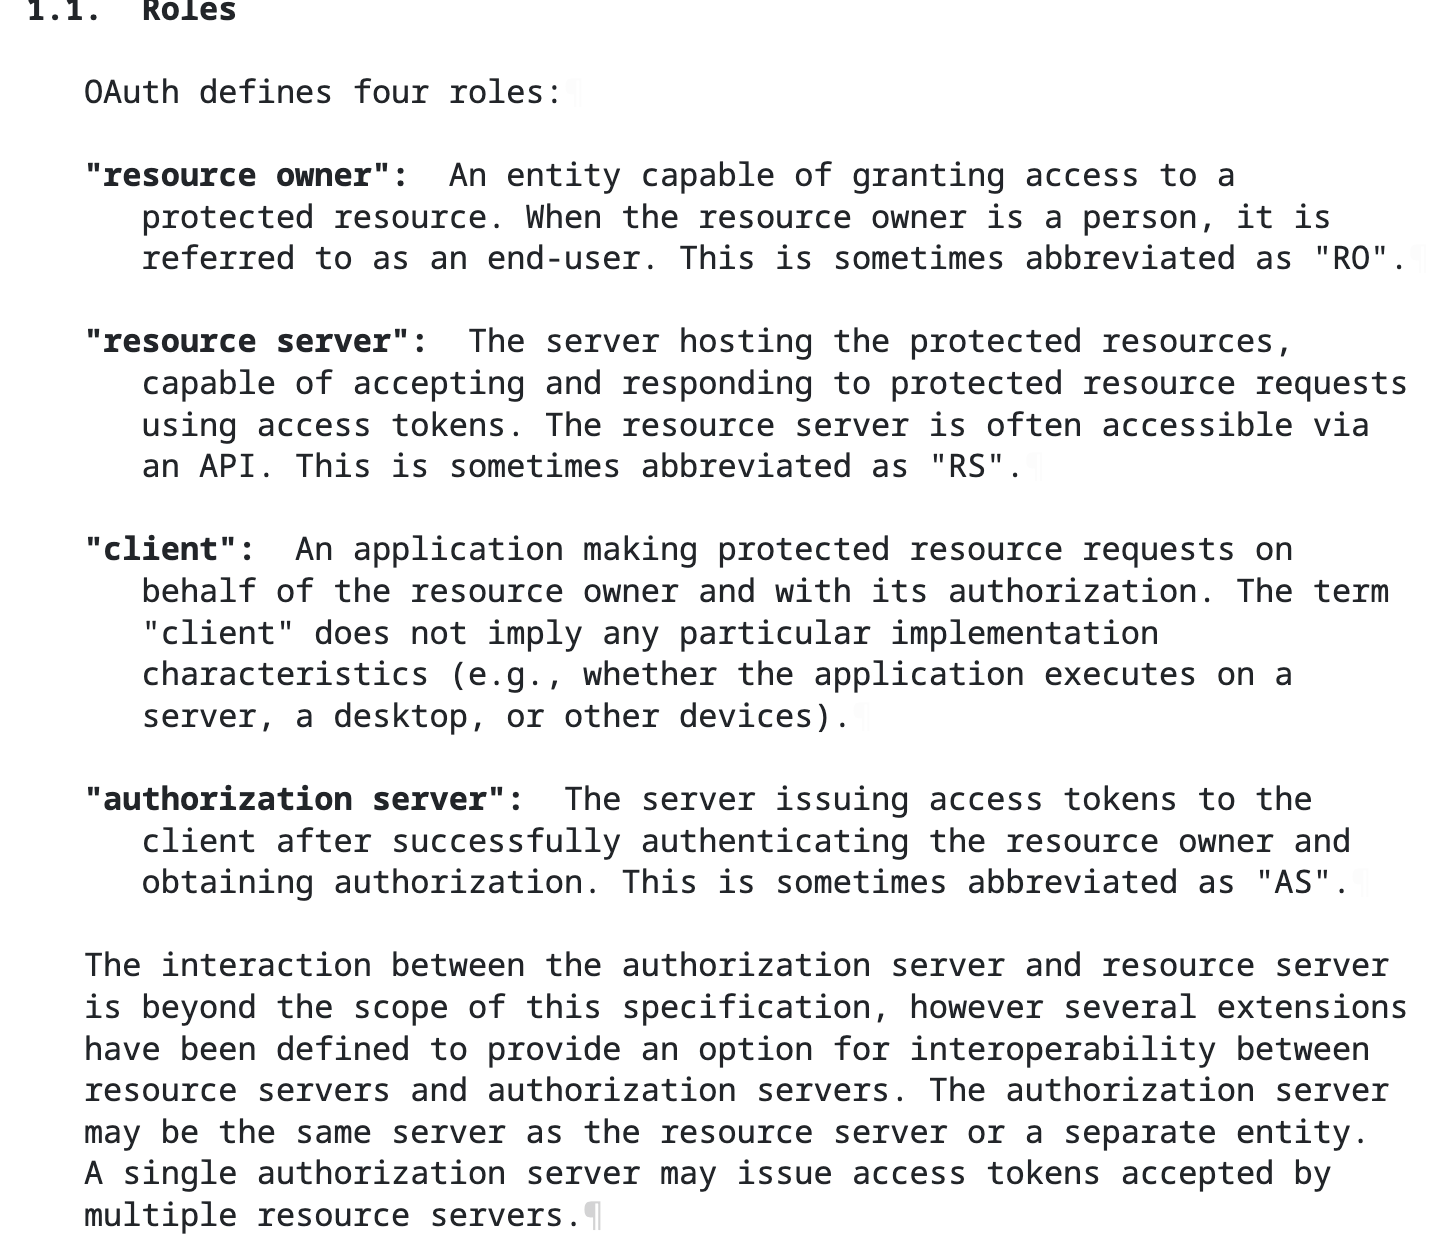 1.1. Roles
OAuth defines four roles:
"resource owner": An entity capable of granting access to a
protected resource. When the resource owner is a person, it is
referred to as an end-user. This is sometimes abbreviated as "RO".¶
"resource server": The server hosting the protected resources,
capable of accepting and responding to protected resource requests
using access tokens. The resource server is often accessible via
an API. This is sometimes abbreviated as "RS".¶
"client": An application making protected resource requests on
behalf of the resource owner and with its authorization. The term
"client" does not imply any particular implementation
characteristics (e.g., whether the application executes on a
server, a desktop, or other devices).¶
"authorization server": The server issuing access tokens to the
client after successfully authenticating the resource owner and
obtaining authorization. This is sometimes abbreviated as "AS".¶
The interaction between the authorization server and resource server
is beyond the scope of this specification, however several extensions
have been defined to provide an option for interoperability between
resource servers and authorization servers. The authorization server
may be the same server as the resource server or a separate entity.
A single authorization server may issue access tokens accepted by
multiple resource servers.¶